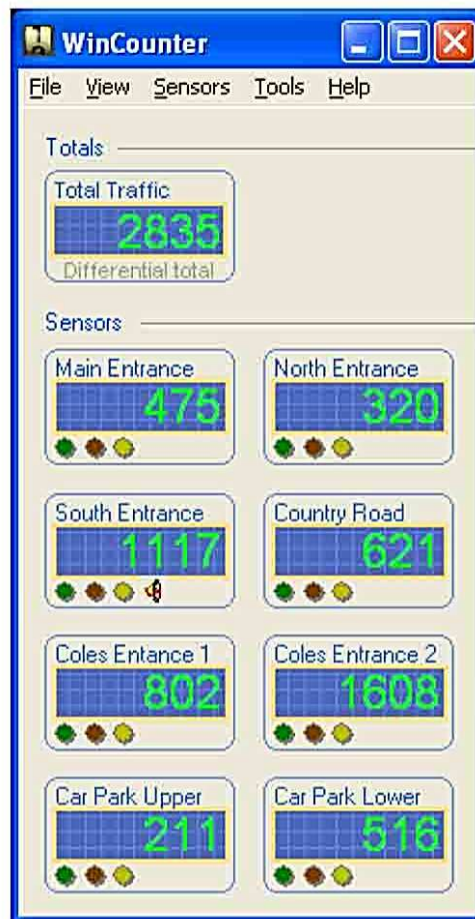 WinCounter
File View Sensors Tools Help
Totals
Total Traffic
2835
Differential total
Sensors
Main Entrance North Entrance
475 320
South Entrance Country Road
1117 621
Coles Entance 1 Coles Entrance 2
802 1608
Car Park Upper Car Park Lower
211 516